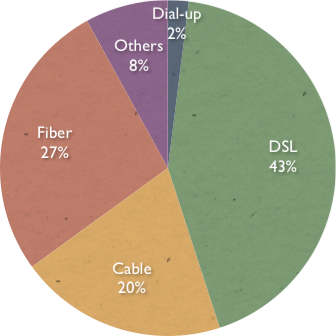 Dial-up
2%
DSL
43%
Cable
20%
Fiber
27%
Others
8%